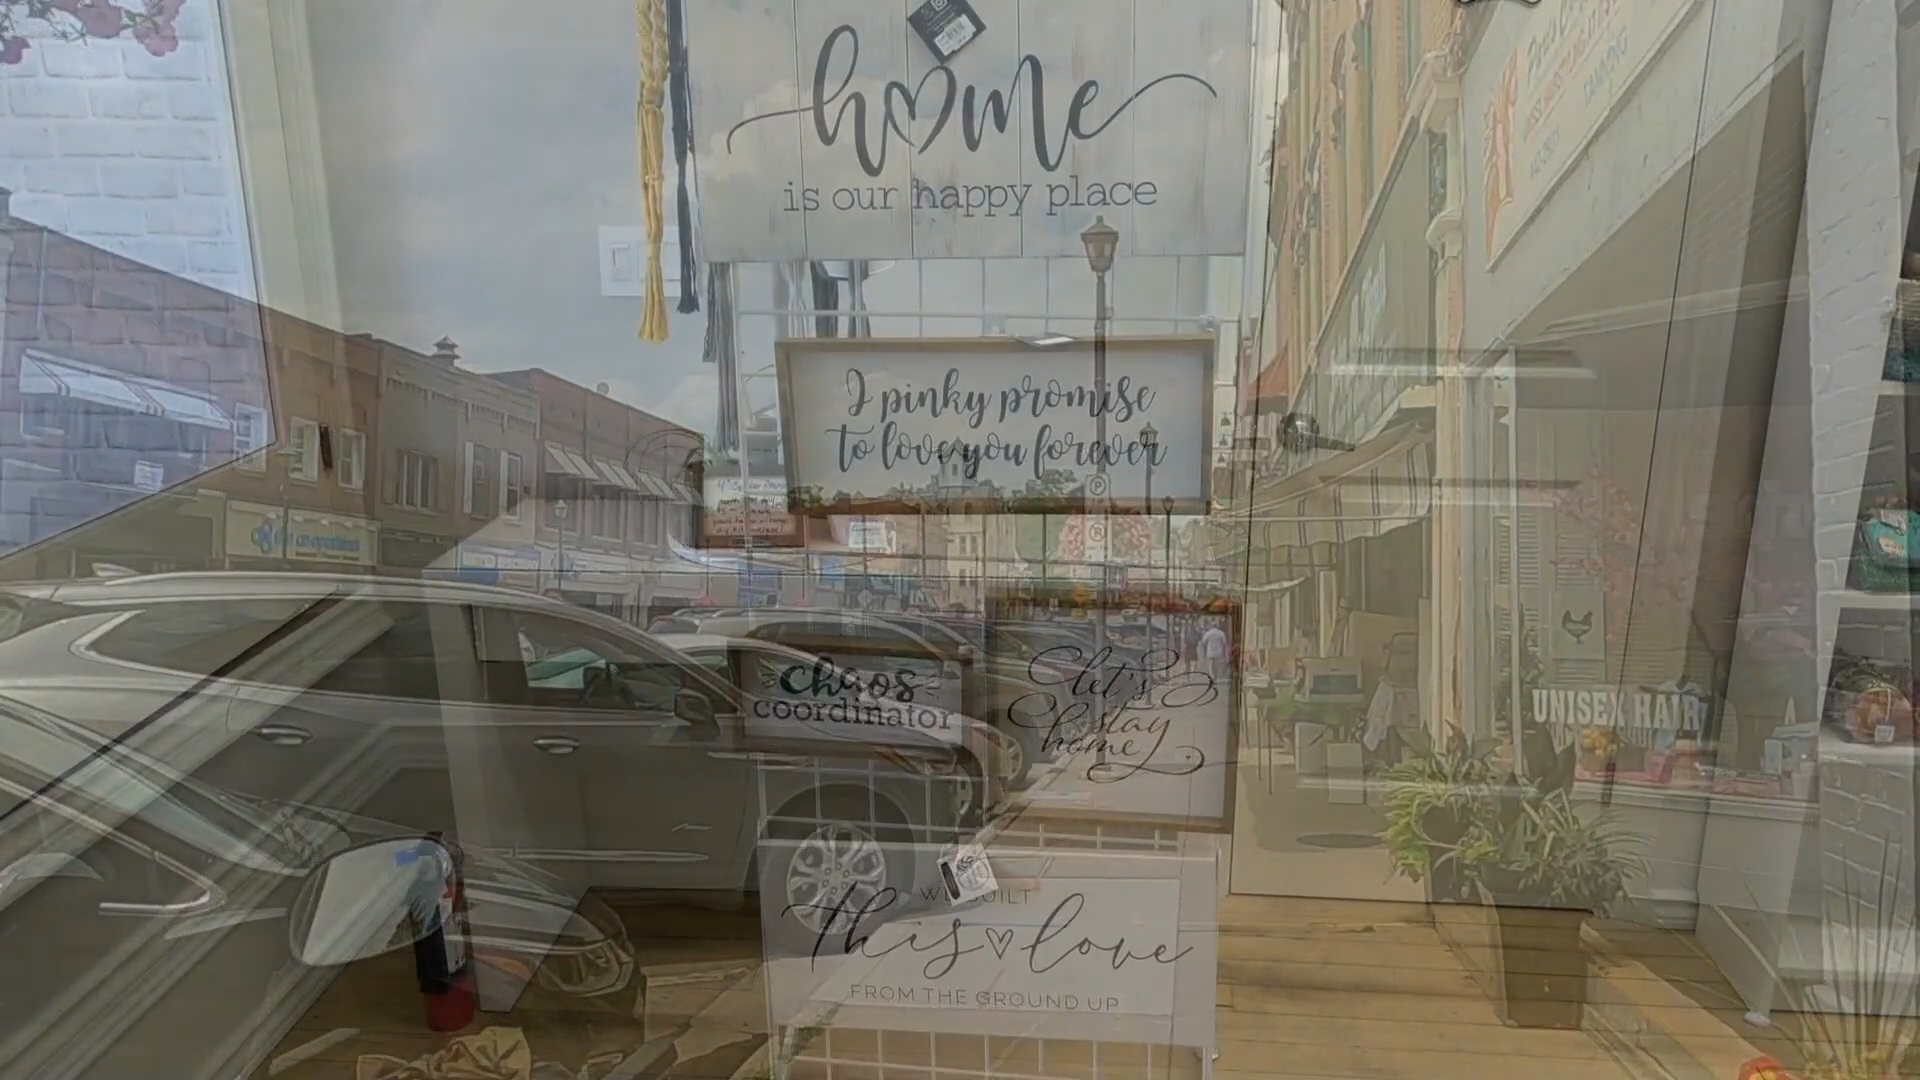 home
is our happy place
I pinky promise
to love you forever
chaos
coordinator
let's
stay
home
UNISEX HAIR
WE BUILT
this love
FROM THE GROUND UP